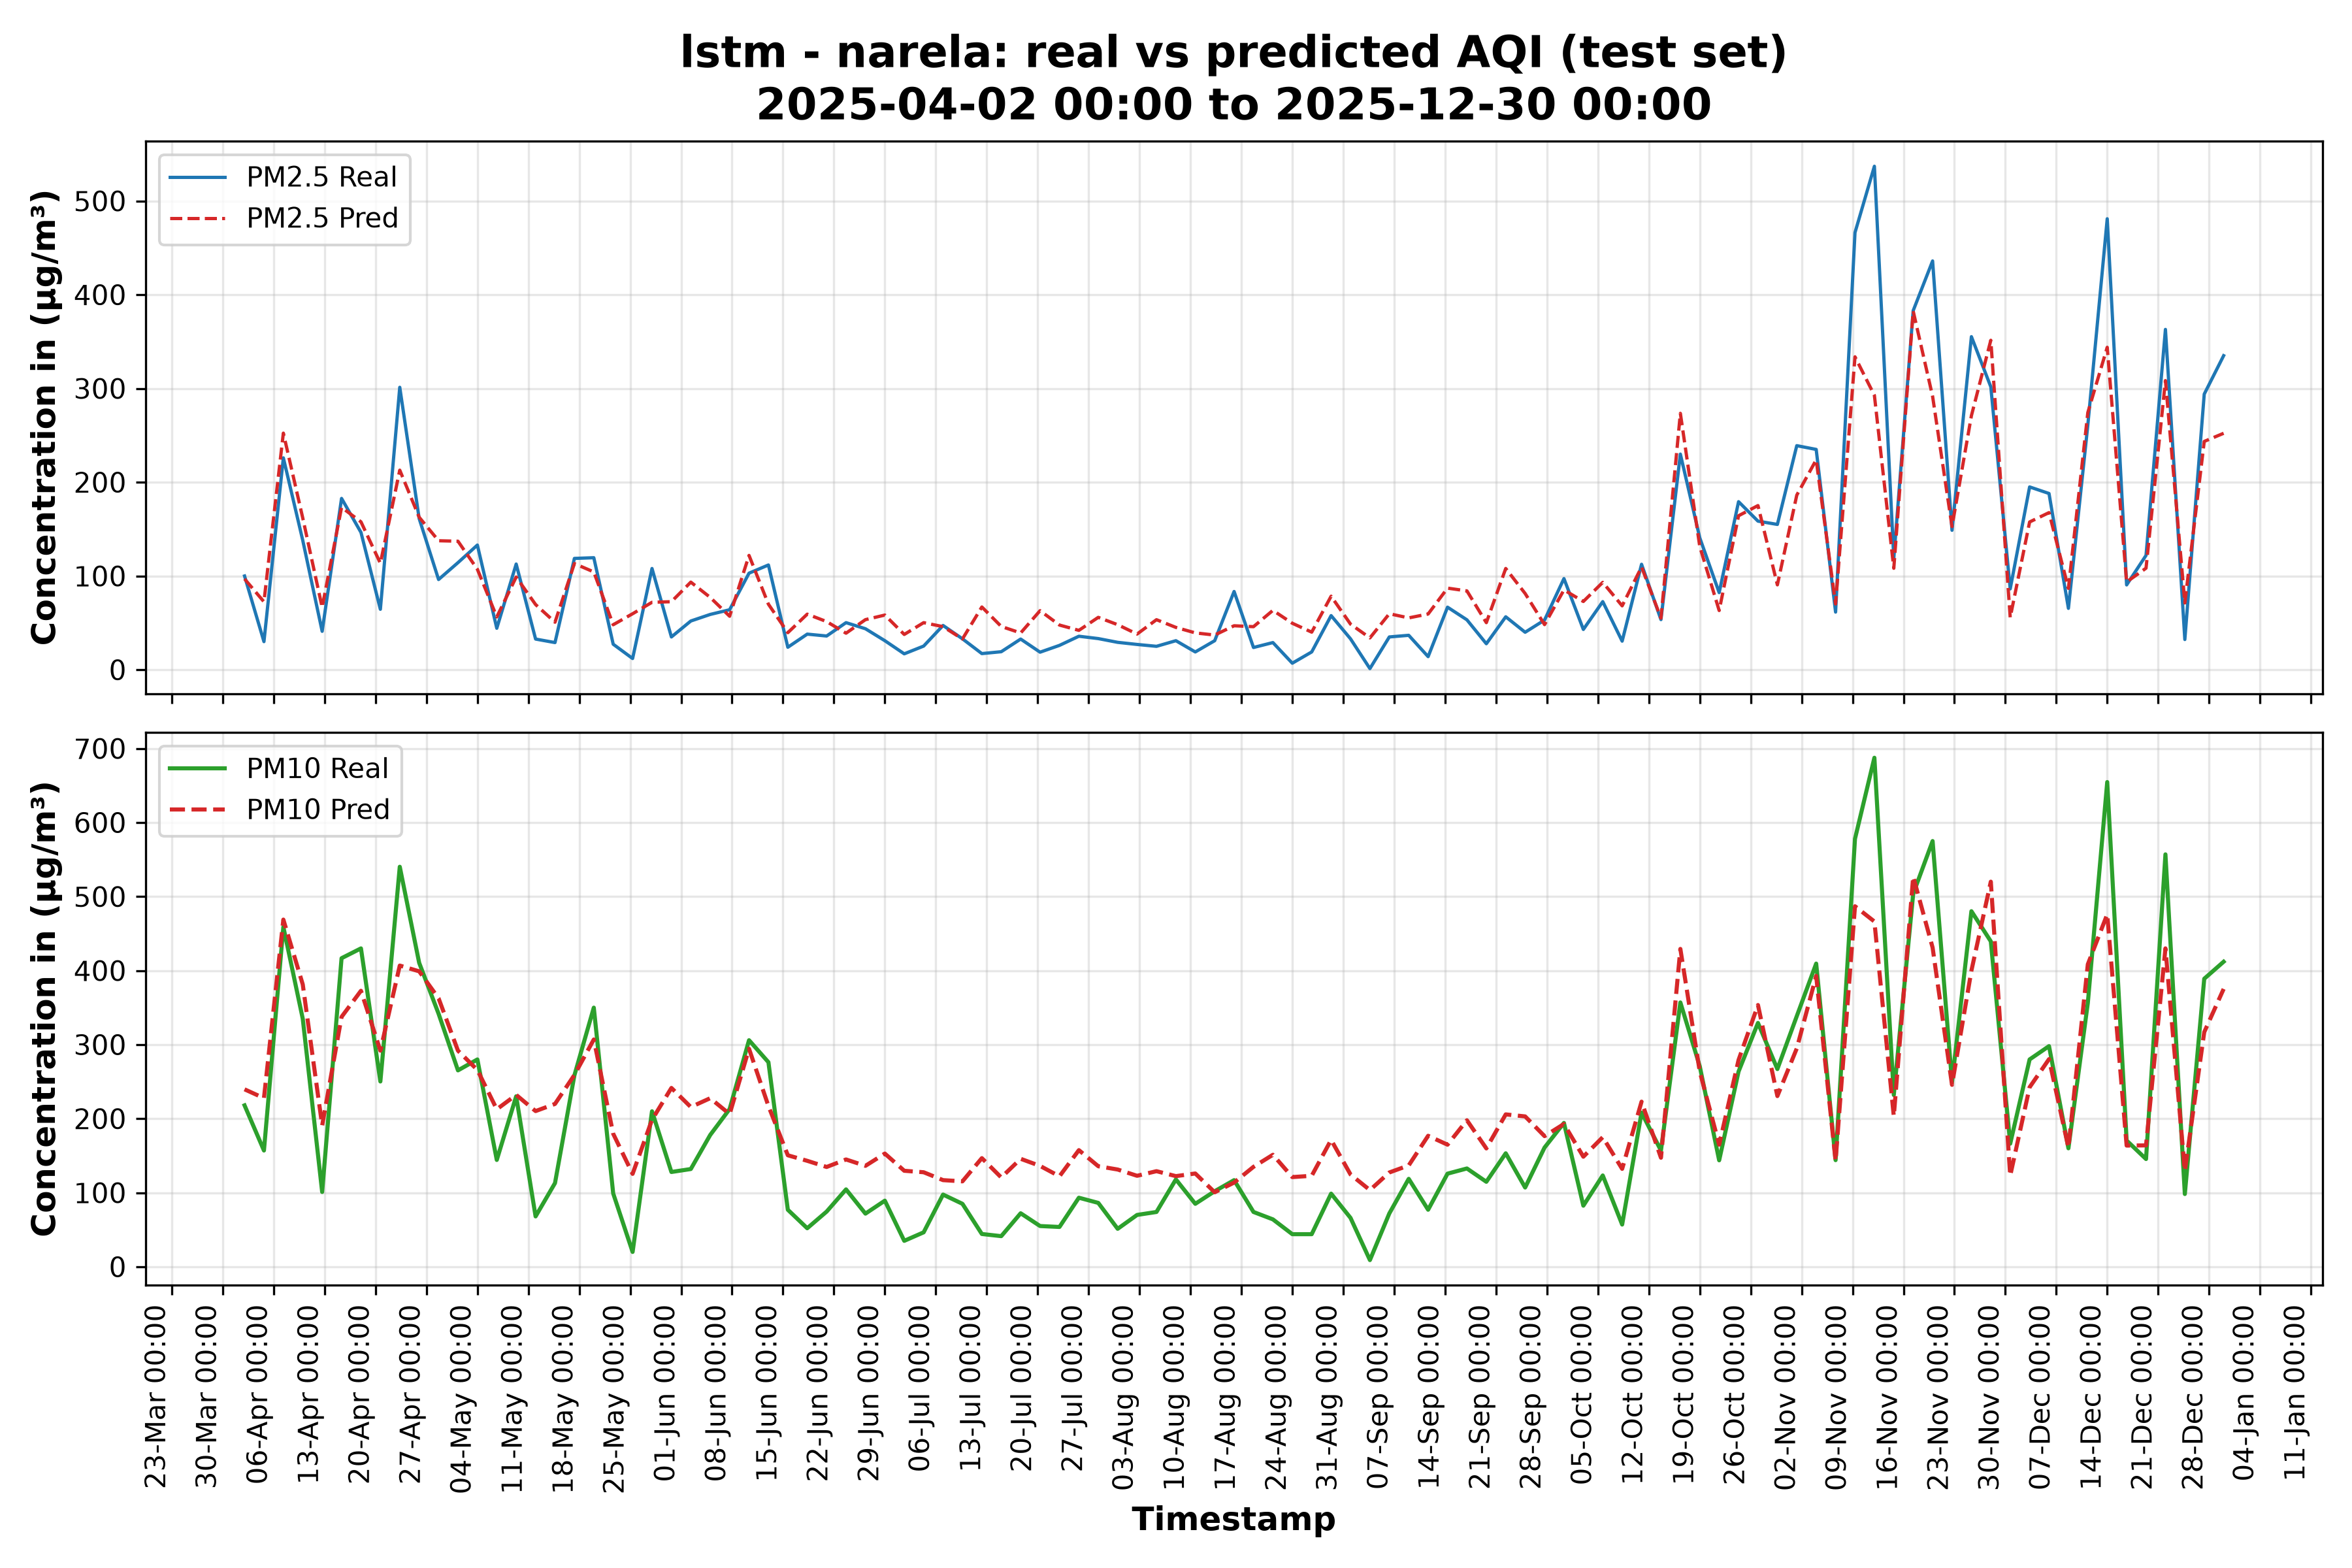 lstm - narela: real vs predicted AQI (test set)
2025-04-02 00:00 to 2025-12-30 00:00
Concentration in (µg/m³)
500
400
300
200
100
0
PM2.5 Real
PM2.5 Pred
Concentration in (µg/m³)
700
600
500
400
300
200
100
0
PM10 Real
PM10 Pred
23-Mar 00:00
30-Mar 00:00
06-Apr 00:00
13-Apr 00:00
20-Apr 00:00
27-Apr 00:00
04-May 00:00
11-May 00:00
18-May 00:00
25-May 00:00
01-Jun 00:00
08-Jun 00:00
15-Jun 00:00
22-Jun 00:00
29-Jun 00:00
06-Jul 00:00
13-Jul 00:00
20-Jul 00:00
27-Jul 00:00
03-Aug 00:00
10-Aug 00:00
17-Aug 00:00
24-Aug 00:00
31-Aug 00:00
07-Sep 00:00
14-Sep 00:00
21-Sep 00:00
28-Sep 00:00
05-Oct 00:00
12-Oct 00:00
19-Oct 00:00
26-Oct 00:00
02-Nov 00:00
09-Nov 00:00
16-Nov 00:00
23-Nov 00:00
30-Nov 00:00
07-Dec 00:00
14-Dec 00:00
21-Dec 00:00
28-Dec 00:00
04-Jan 00:00
11-Jan 00:00
Timestamp